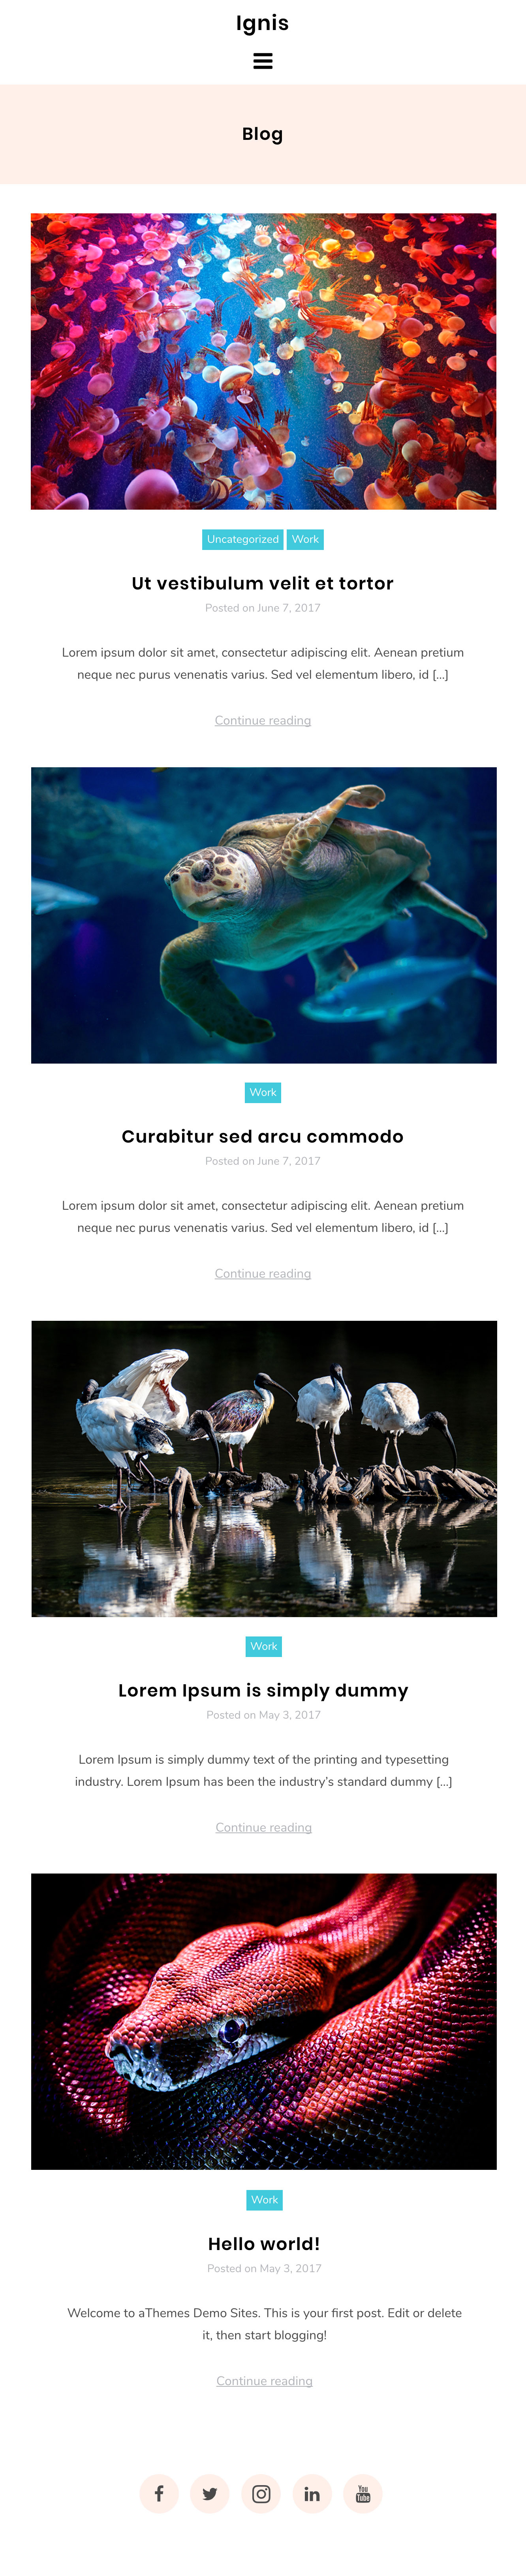 Ignis
Blog
Uncategorized Work
Ut vestibulum velit et tortor
Posted on June 7, 2017
Lorem ipsum dolor sit amet, consectetur adipiscing elit. Aenean pretium
neque nec purus venenatis varius. Sed vel elementum libero, id [...]
Continue reading
Work
Curabitur sed arcu commodo
Posted on June 7, 2017
Lorem ipsum dolor sit amet, consectetur adipiscing elit. Aenean pretium
neque nec purus venenatis varius. Sed vel elementum libero, id [...]
Continue reading
Work
Lorem Ipsum is simply dummy
Posted on May 3, 2017
Lorem Ipsum is simply dummy text of the printing and typesetting
industry. Lorem Ipsum has been the industry’s standard dummy [...]
Continue reading
Work
Hello world!
Posted on May 3, 2017
Welcome to aThemes Demo Sites. This is your first post. Edit or delete
it, then start blogging!
Continue reading
f in You
Tube